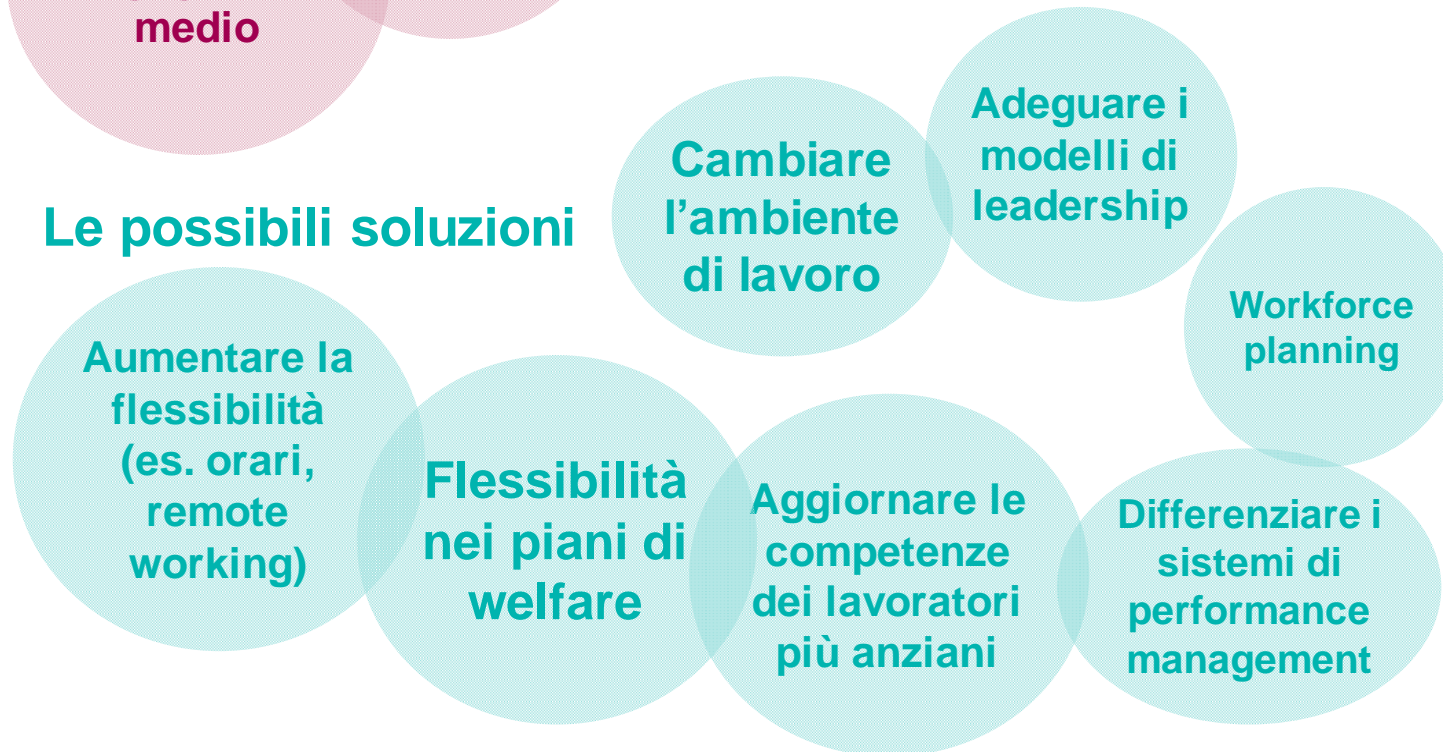 medio
Le possibili soluzioni
Cambiare
l’ambiente
di lavoro
Adeguare i
modelli di
leadership
Workforce
planning
Aumentare la
flessibilità
(es. orari,
remote
working)
Flessibilità
nei piani di
welfare
Aggiornare le
competenze
dei lavoratori
più anziani
Differenziare i
sistemi di
performance
management